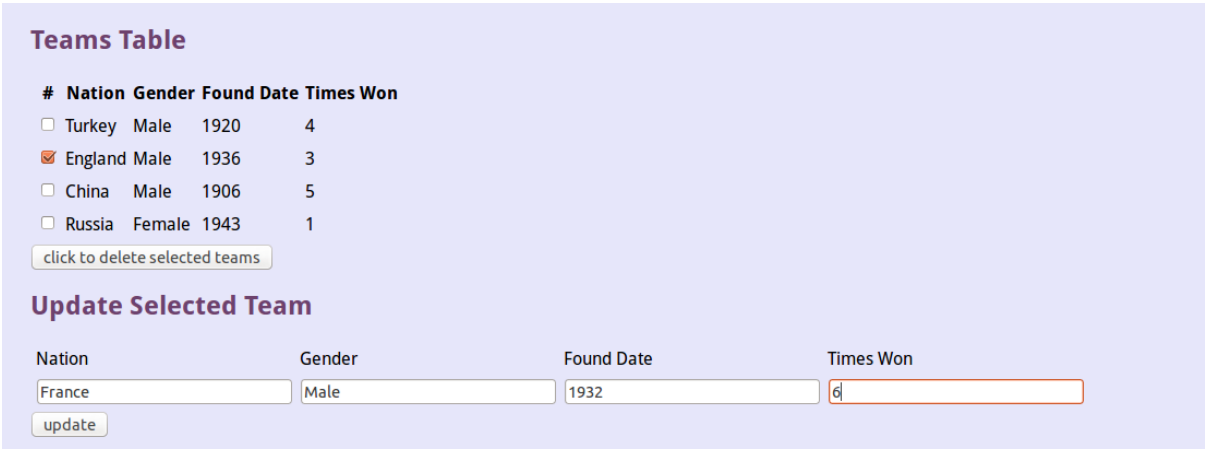 Teams Table
# Nation Gender Found Date Times Won
Turkey Male 1920 4
England Male 1936 3
China Male 1906 5
Russia Female 1943 1
click to delete selected teams
Update Selected Team
Nation Gender Found Date Times Won
France Male 1932 6
update